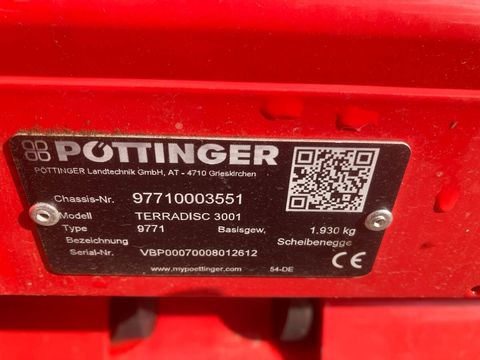 PÖTTINGER
PÖTTINGER Landtechnik GmbH, AT - 4710 Grieskirchen
Chassis-Nr. 97710003551
Modell TERRADISC 3001
Type 9771 Basisgew. 1.930 kg
Bezeichnung Scheibenegge
Serial-Nr. VBP00070008012612
www.mypoettinger.com 54-DE CE